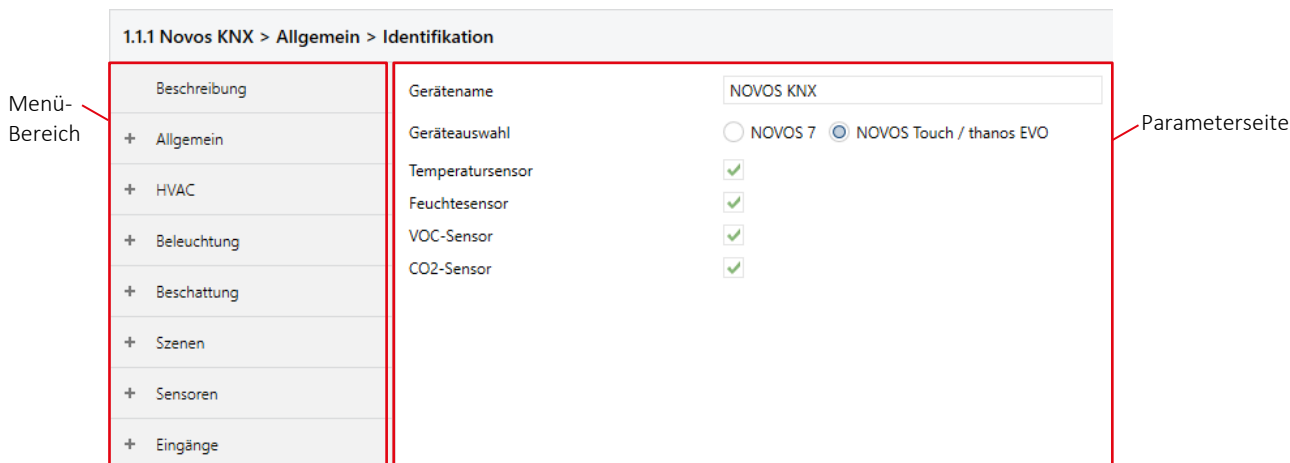 1.1.1 Novos KNX > Allgemein > Identifikation
Menü-
Bereich
Beschreibung
+ Allgemein
+ HVAC
+ Beleuchtung
+ Beschattung
+ Szenen
+ Sensoren
+ Eingänge
Gerätename NOVOS KNX
Geräteauswahl NOVOS 7 NOVOS Touch / thanos EVO
Temperatursensor
Feuchtesensor
VOC-Sensor
CO2-Sensor
Parameterseite